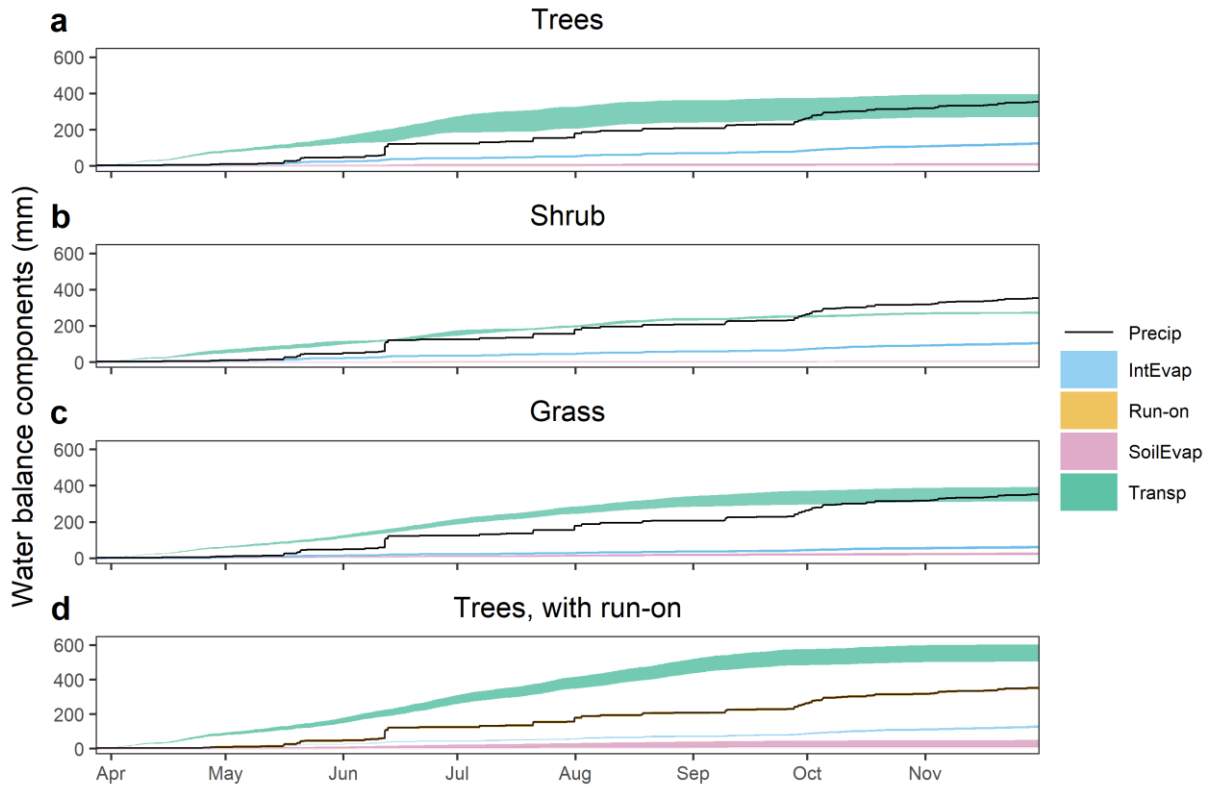 a Trees
600
400
200
0
b Shrub
600
400
200
0
c Grass
600
400
200
0
d Trees, with run-on
600
400
200
0
Apr May Jun Jul Aug Sep Oct Nov
Water balance components (mm)
Precip
IntEvap
Run-on
SoilEvap
Transp